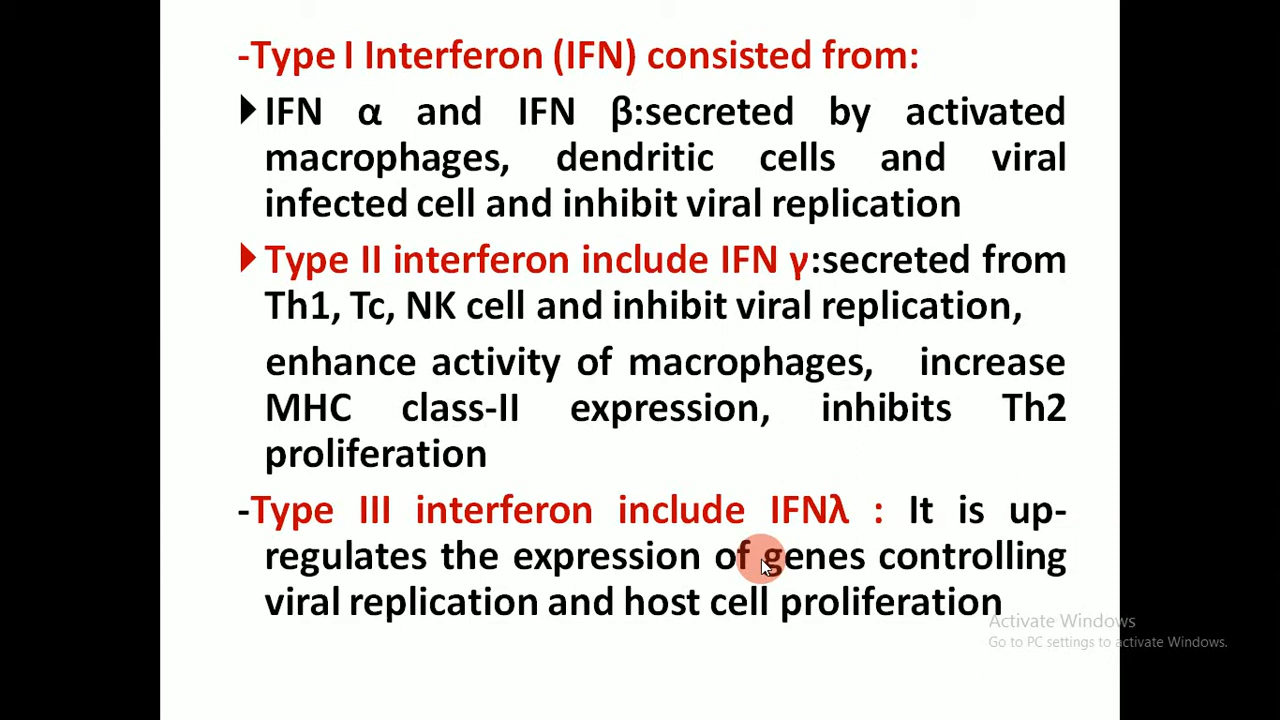 -Type I Interferon (IFN) consisted from:
IFN α and IFN β:secreted by activated
macrophages, dendritic cells and viral
infected cell and inhibit viral replication
Type II interferon include IFN γ:secreted from
Th1, Tc, NK cell and inhibit viral replication,
enhance activity of macrophages, increase
MHC class-II expression, inhibits Th2
proliferation
-Type III interferon include IFNλ : It is up-
regulates the expression of genes controlling
viral replication and host cell proliferation
Activate Windows
Go to PC settings to activate Windows.